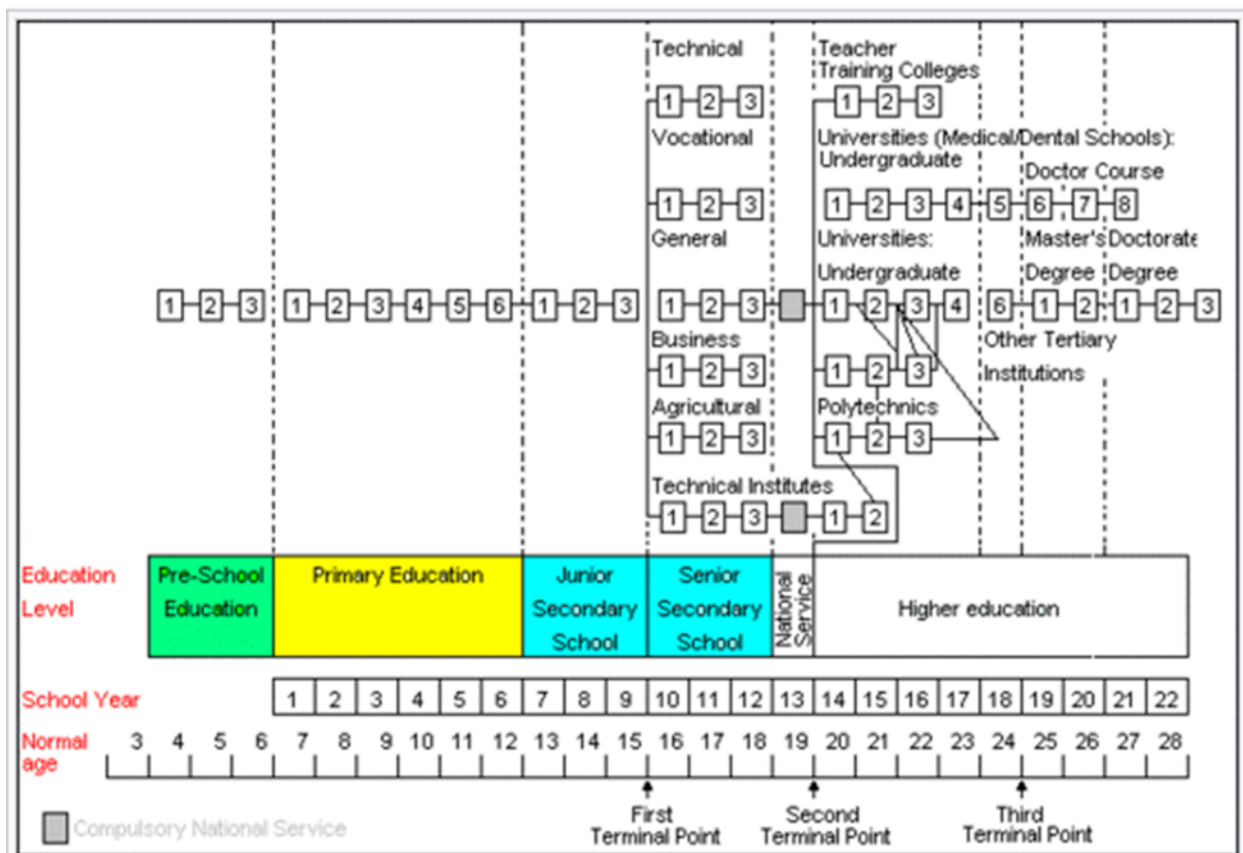 Technical
Teacher
Training Colleges
1 2 3
1 2 3
Vocational
Universities (Medical/Dental Schools):
Undergraduate
Doctor Course
1 2 3
1 2 3 4 5 6 7 8
General
Universities:
Master's Doctorate
Undergraduate
Degree Degree
1 2 3 1 2 3 4 5 6 1 2 3 1 2 3 1 2 3 4 6 1 2 1 2 3
Business
Other Tertiary
Institutions
1 2 3
1 2 3
Agricultural
Polytechnics
1 2 3
1 2 3
Technical Institutes
1 2 3 1 2
Education
Level
Pre-School
Education
Primary Education
Junior
Secondary
School
Senior
Secondary
School
National
Service
Higher education
School Year
1 2 3 4 5 6 7 8 9 10 11 12 13 14 15 16 17 18 19 20 21 22
Normal
age
3 4 5 6 7 8 9 10 11 12 13 14 15 16 17 18 19 20 21 22 23 24 25 26 27 28
First
Terminal Point
Second
Terminal Point
Third
Terminal Point
Compulsory National Service